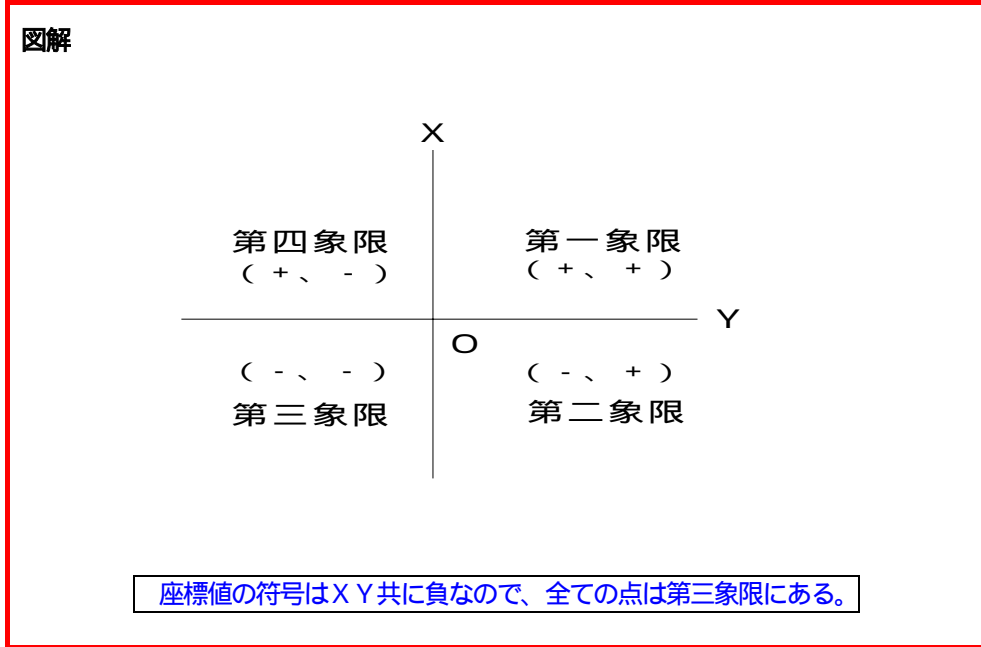 図解
X
第四象限
（＋、－）
第一象限
（＋、＋）
Y
O
（－、－）
第三象限
（－、＋）
第二象限
座標値の符号はＸＹ共に負なので、全ての点は第三象限にある。